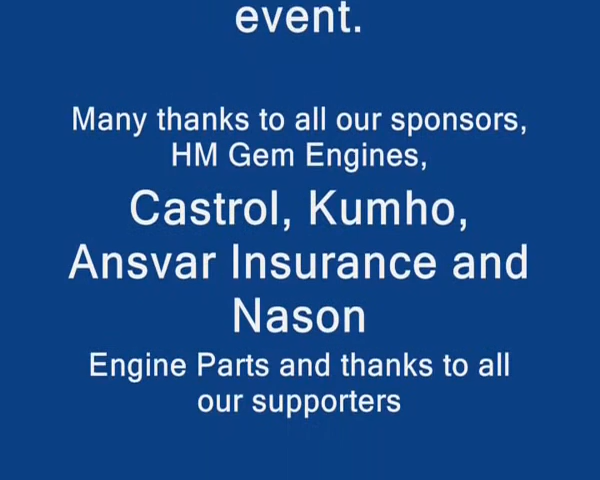 event.
Many thanks to all our sponsors,
HM Gem Engines,
Castrol, Kumho,
Ansvar Insurance and
Nason
Engine Parts and thanks to all
our supporters